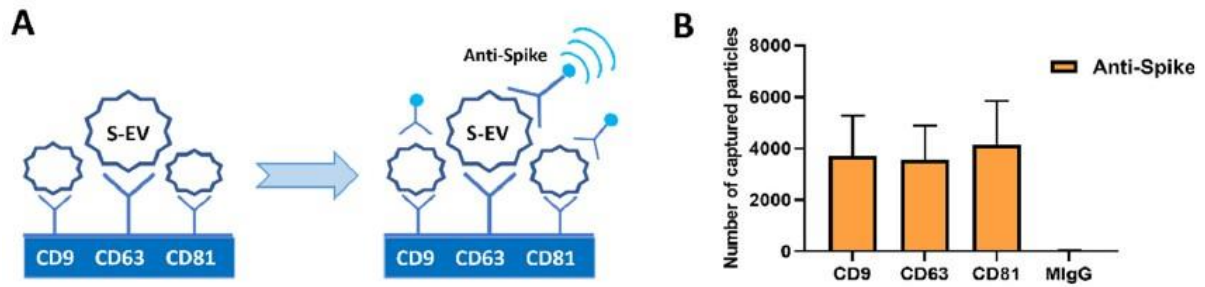 A
S-EV
CD9 CD63 CD81
Anti-Spike
S-EV
CD9 CD63 CD81
B
Number of captured particles
8000
6000
4000
2000
0
CD9 CD63 CD81 MIgG
Anti-Spike